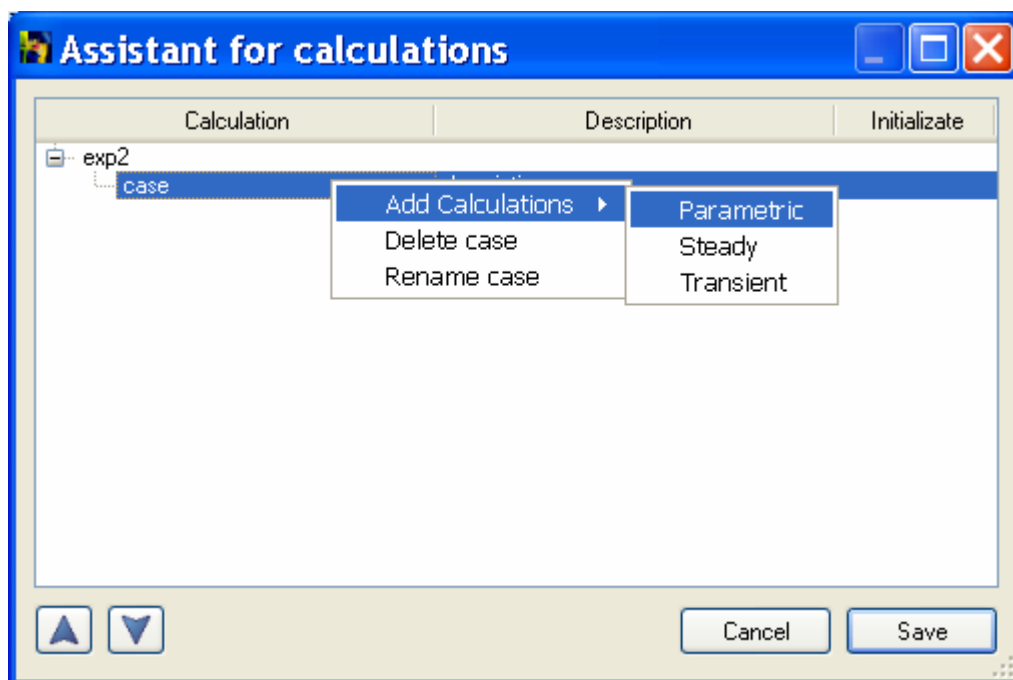 Assistant for calculations
Calculation Description Initializate
exp2
case
Add Calculations Parametric
Delete case Steady
Rename case Transient
Cancel Save